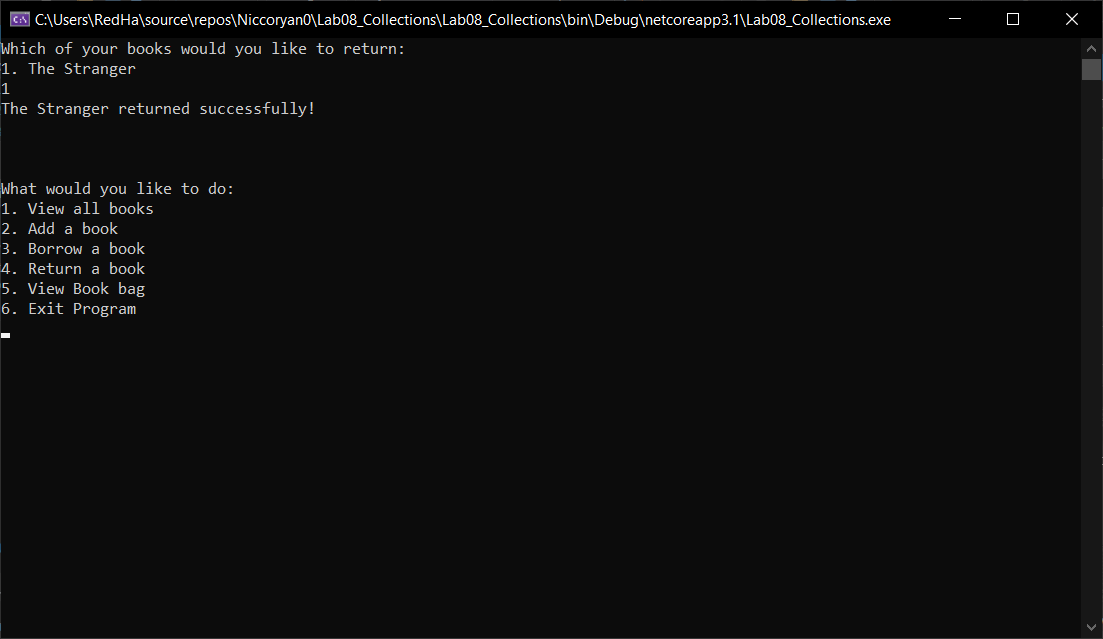 C:\Users\RedHa\source\repos\Niccoryan0\Lab08_Collections\Lab08_Collections\bin\Debug\netcoreapp3.1\Lab08_Collections.exe
Which of your books would you like to return:
1. The Stranger
1
The Stranger returned successfully!
What would you like to do:
1. View all books
2. Add a book
3. Borrow a book
4. Return a book
5. View Book bag
6. Exit Program